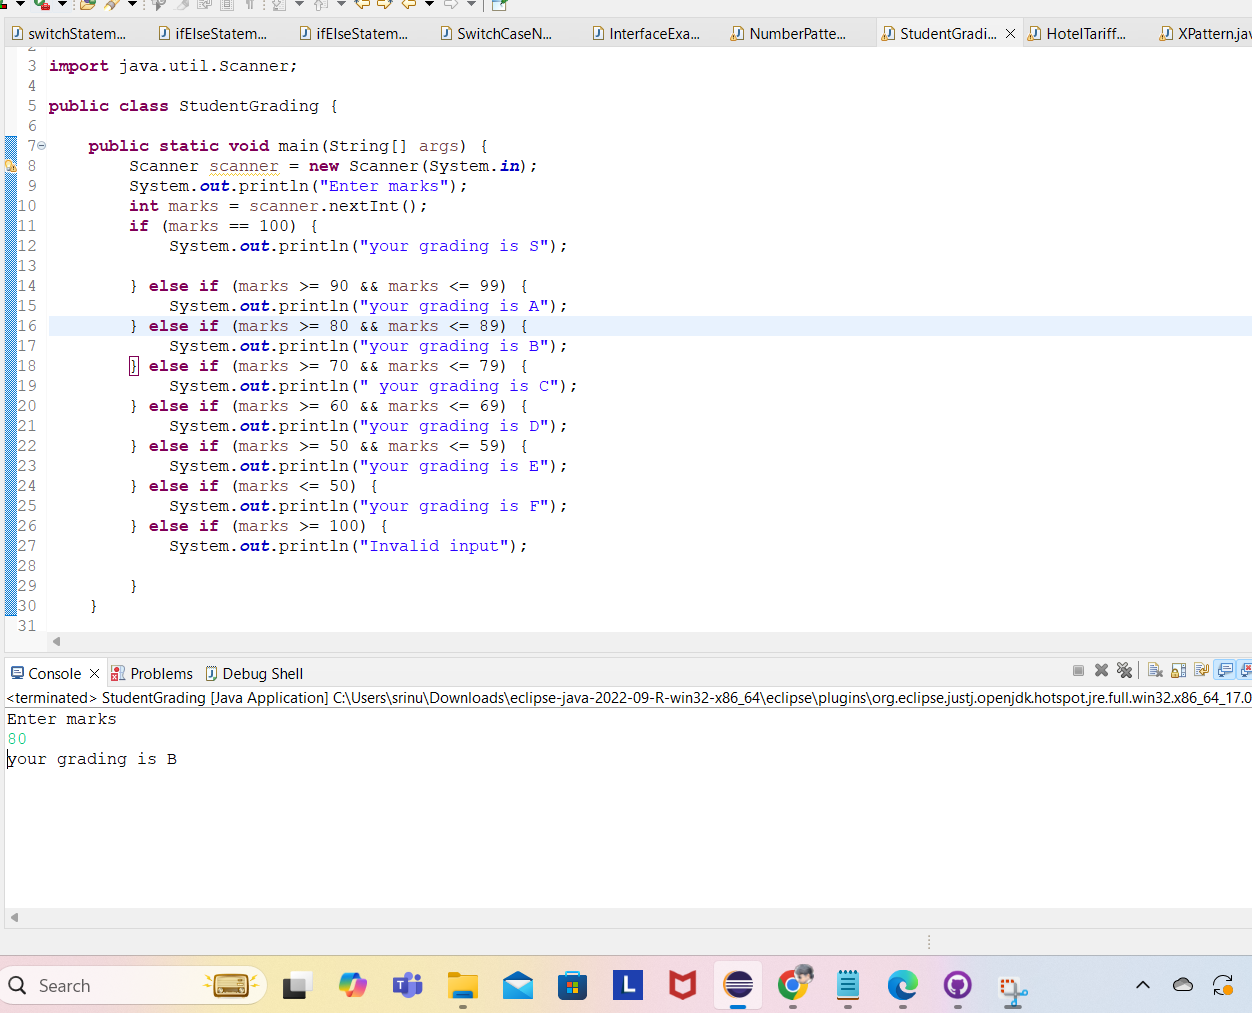 switchStatem...
ifElseStatem...
ifElseStatem...
SwitchCaseN...
InterfaceExa...
NumberPatte...
StudentGradi...
HotelTariff...
XPattern.jav
2
3 import java.util.Scanner;
4
5 public class StudentGrading {
6
7 public static void main(String[] args) {
8 Scanner scanner = new Scanner(System.in);
9 System.out.println("Enter marks");
10 int marks = scanner.nextInt();
11 if (marks == 100) {
12 System.out.println("your grading is S");
13
14 } else if (marks >= 90 && marks <= 99) {
15 System.out.println("your grading is A");
16 } else if (marks >= 80 && marks <= 89) {
17 System.out.println("your grading is B");
18 } else if (marks >= 70 && marks <= 79) {
19 System.out.println(" your grading is C");
20 } else if (marks >= 60 && marks <= 69) {
21 System.out.println("your grading is D");
22 } else if (marks >= 50 && marks <= 59) {
23 System.out.println("your grading is E");
24 } else if (marks <= 50) {
25 System.out.println("your grading is F");
26 } else if (marks >= 100) {
27 System.out.println("Invalid input");
28
29 }
30 }
31
Console
Problems
Debug Shell
<terminated> StudentGrading [Java Application] C:\Users\srinu\Downloads\eclipse-java-2022-09-R-win32-x86_64\eclipse\plugins\org.eclipse.justj.openjdk.hotspot.jre.full.win32.x86_64_17.0
Enter marks
80
your grading is B
Search
L